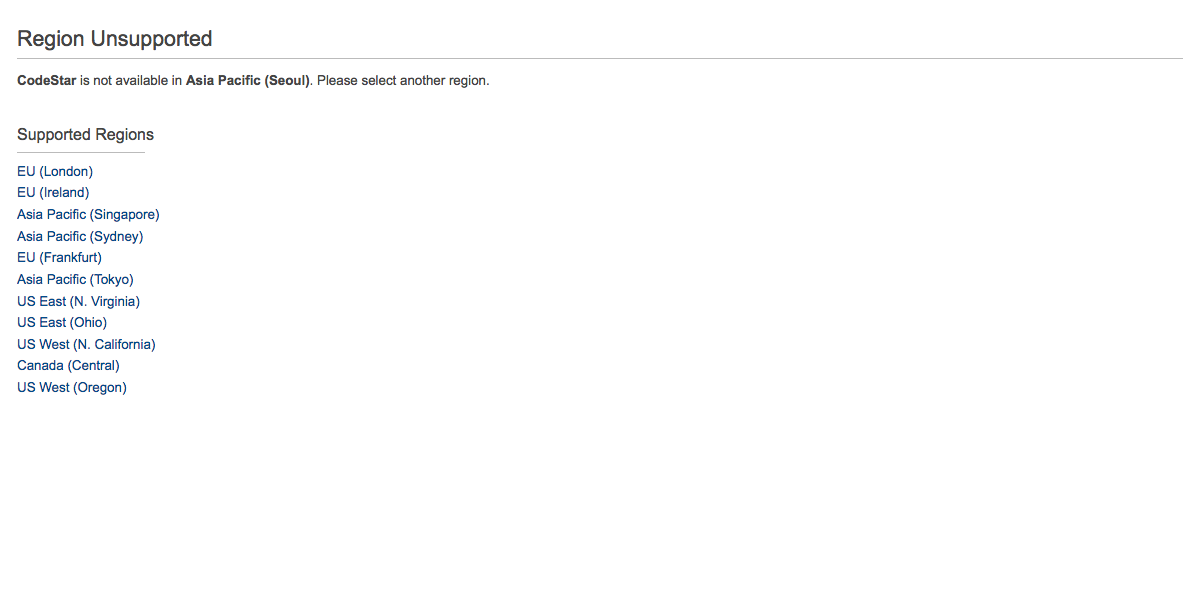 Region Unsupported
CodeStar is not available in Asia Pacific (Seoul). Please select another region.
Supported Regions
EU (London)
EU (Ireland)
Asia Pacific (Singapore)
Asia Pacific (Sydney)
EU (Frankfurt)
Asia Pacific (Tokyo)
US East (N. Virginia)
US East (Ohio)
US West (N. California)
Canada (Central)
US West (Oregon)